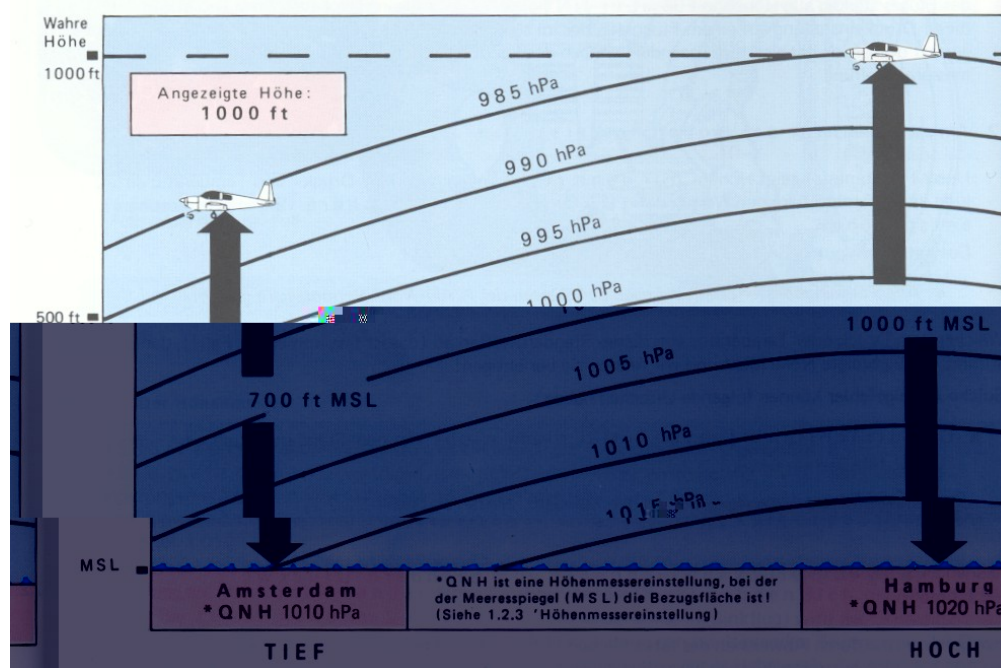 Wahre
Höhe
1000 ft
Angezeigte Höhe:
1000 ft
985 hPa
990 hPa
995 hPa
1000 hPa
500 ft
1000 ft MSL
1005 hPa
700 ft MSL
1010 hPa
1015 hPa
MSL
Amsterdam
*QNH 1010 hPa
*QNH ist eine Höhenmessereinstellung, bei der
der Meeresspiegel (MSL) die Bezugsfläche ist!
(Siehe 1.2.3 'Höhenmessereinstellung)
Hamburg
*QNH 1020 hPa
TIEF
HOCH